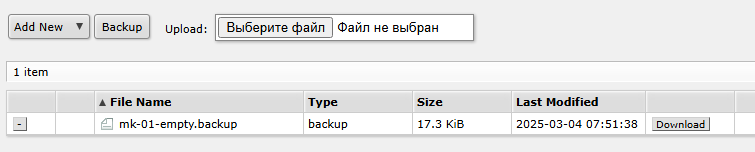 Add New ▼ Backup Upload: Выберите файл Файл не выбран
1 item
▲ File Name Type Size Last Modified
- mk-01-empty.backup backup 17.3 KiB 2025-03-04 07:51:38 Download